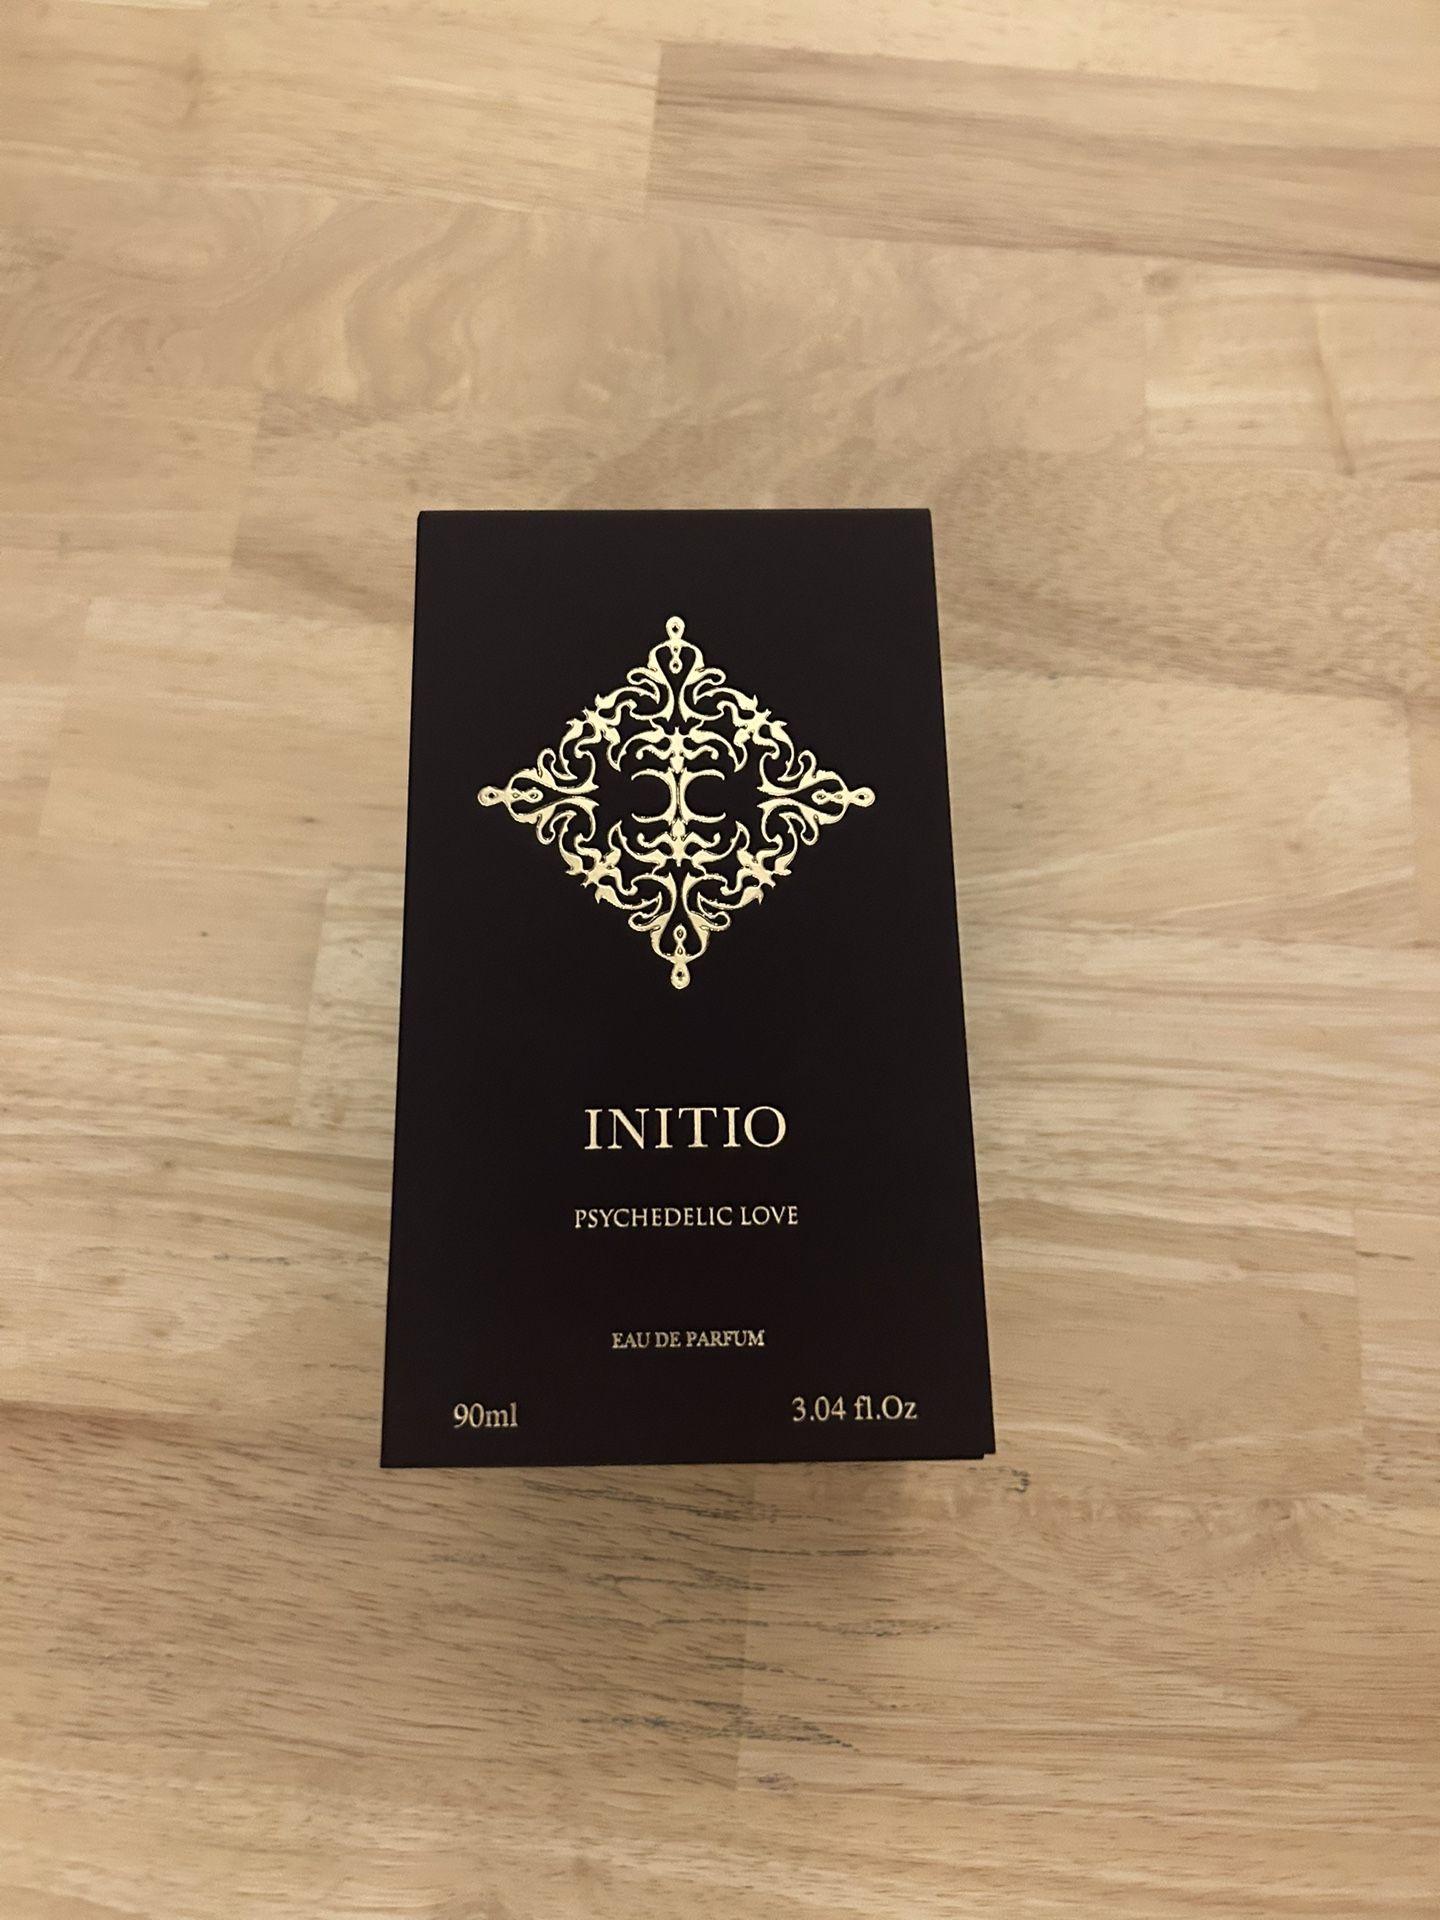 INITIO
PSYCHEDELIC LOVE
EAU DE PARFUM
90ml
3.04 fl.Oz